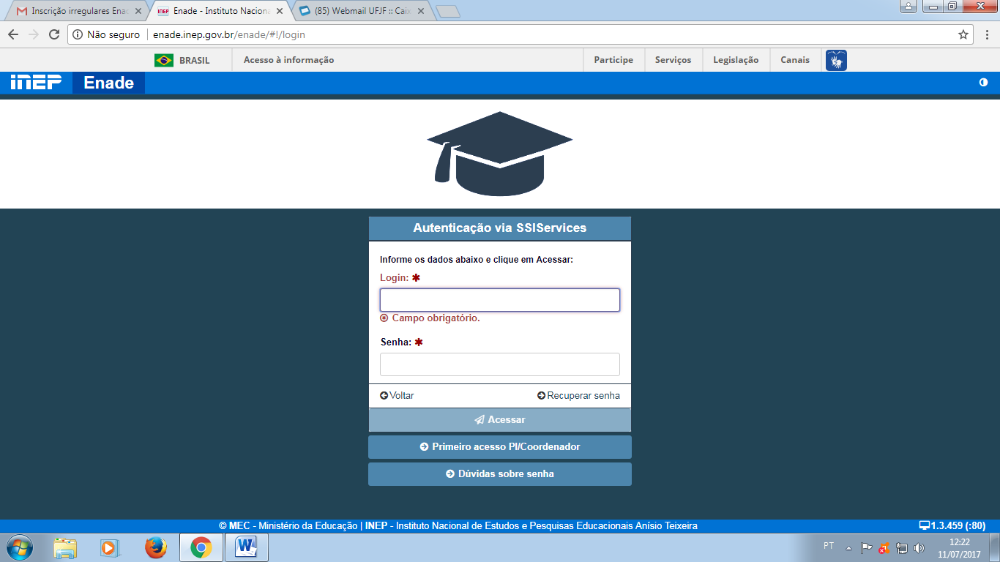 Inscrição irregulares Enad
Enade - Instituto Naciona
(85) Webmail UFJF :: Caix
Não seguro
enade.inep.gov.br/enade/#!/login
BRASIL
Acesso à informação
Participe
Serviços
Legislação
Canais
INEP
Enade
Autenticação via SSIServices
Informe os dados abaixo e clique em Acessar:
Login: ✱
Campo obrigatório.
Senha: ✱
Voltar
Recuperar senha
Acessar
Primeiro acesso PI/Coordenador
Dúvidas sobre senha
© MEC - Ministério da Educação | INEP - Instituto Nacional de Estudos e Pesquisas Educacionais Anísio Teixeira
1.3.459 (:80)
PT
12:22
11/07/2017